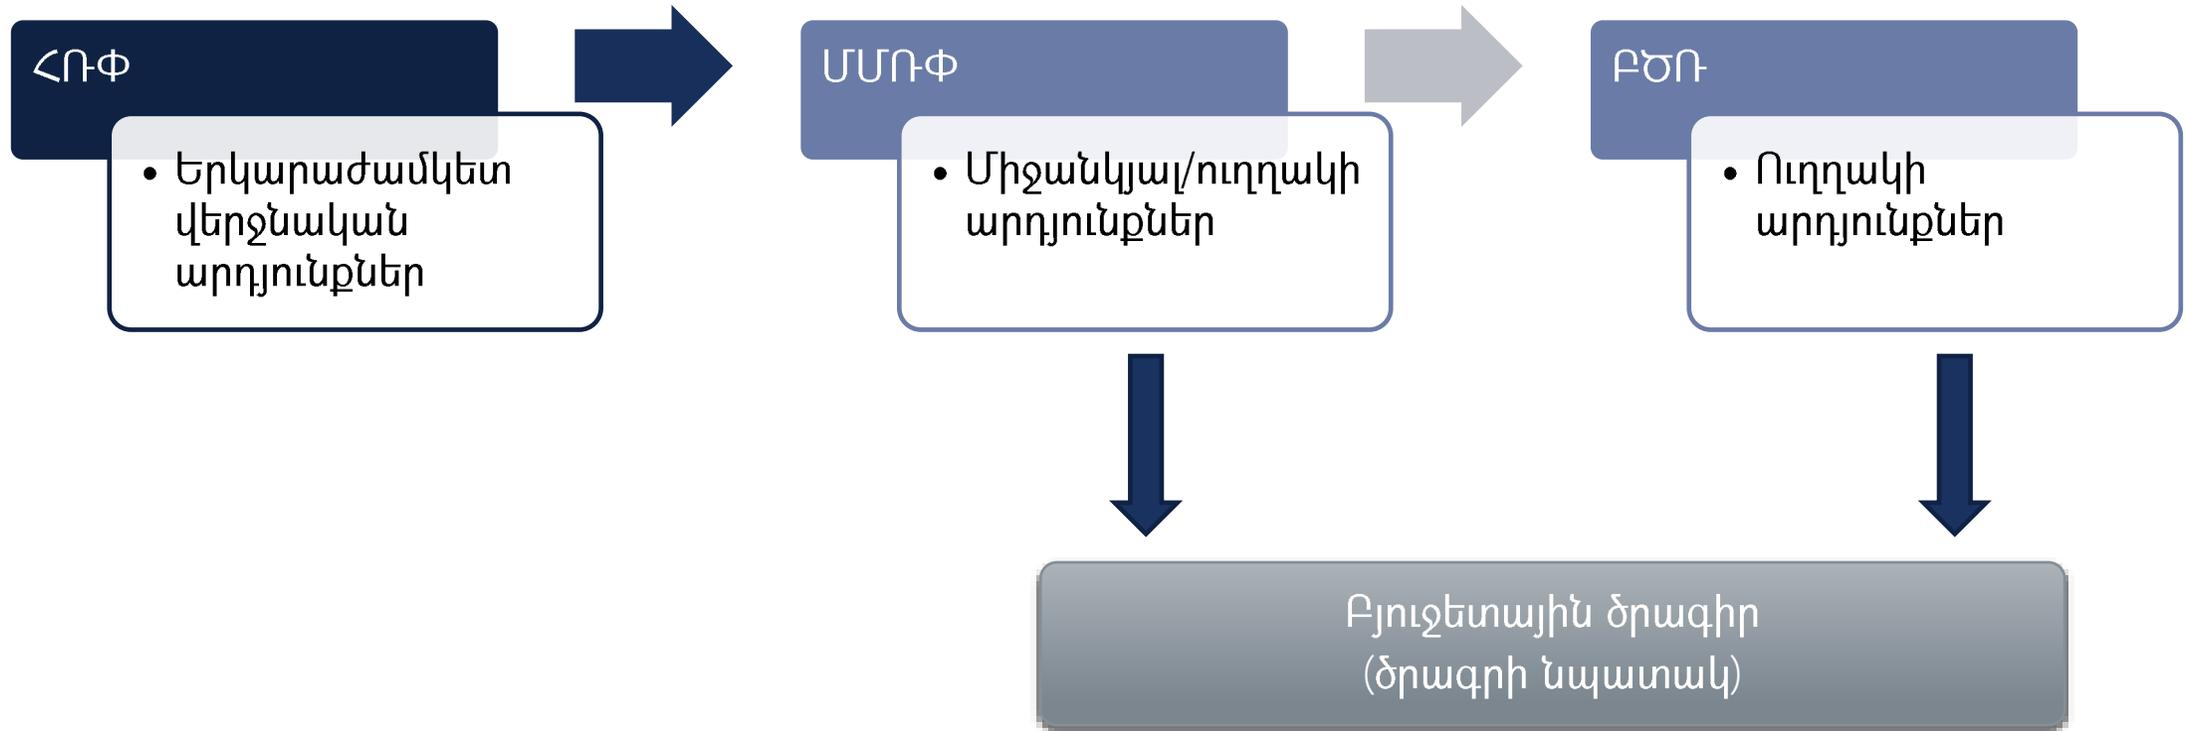 ՀՌՓ
• Երկարաժամկետ
վերջնական
արդյունքներ
ՄՄՌՓ
• Միջանկյալ/ուղղակի
արդյունքներ
ԲԾՌ
• Ուղղակի
արդյունքներ
Բյուջետային ծրագիր
(ծրագրի նպատակ)